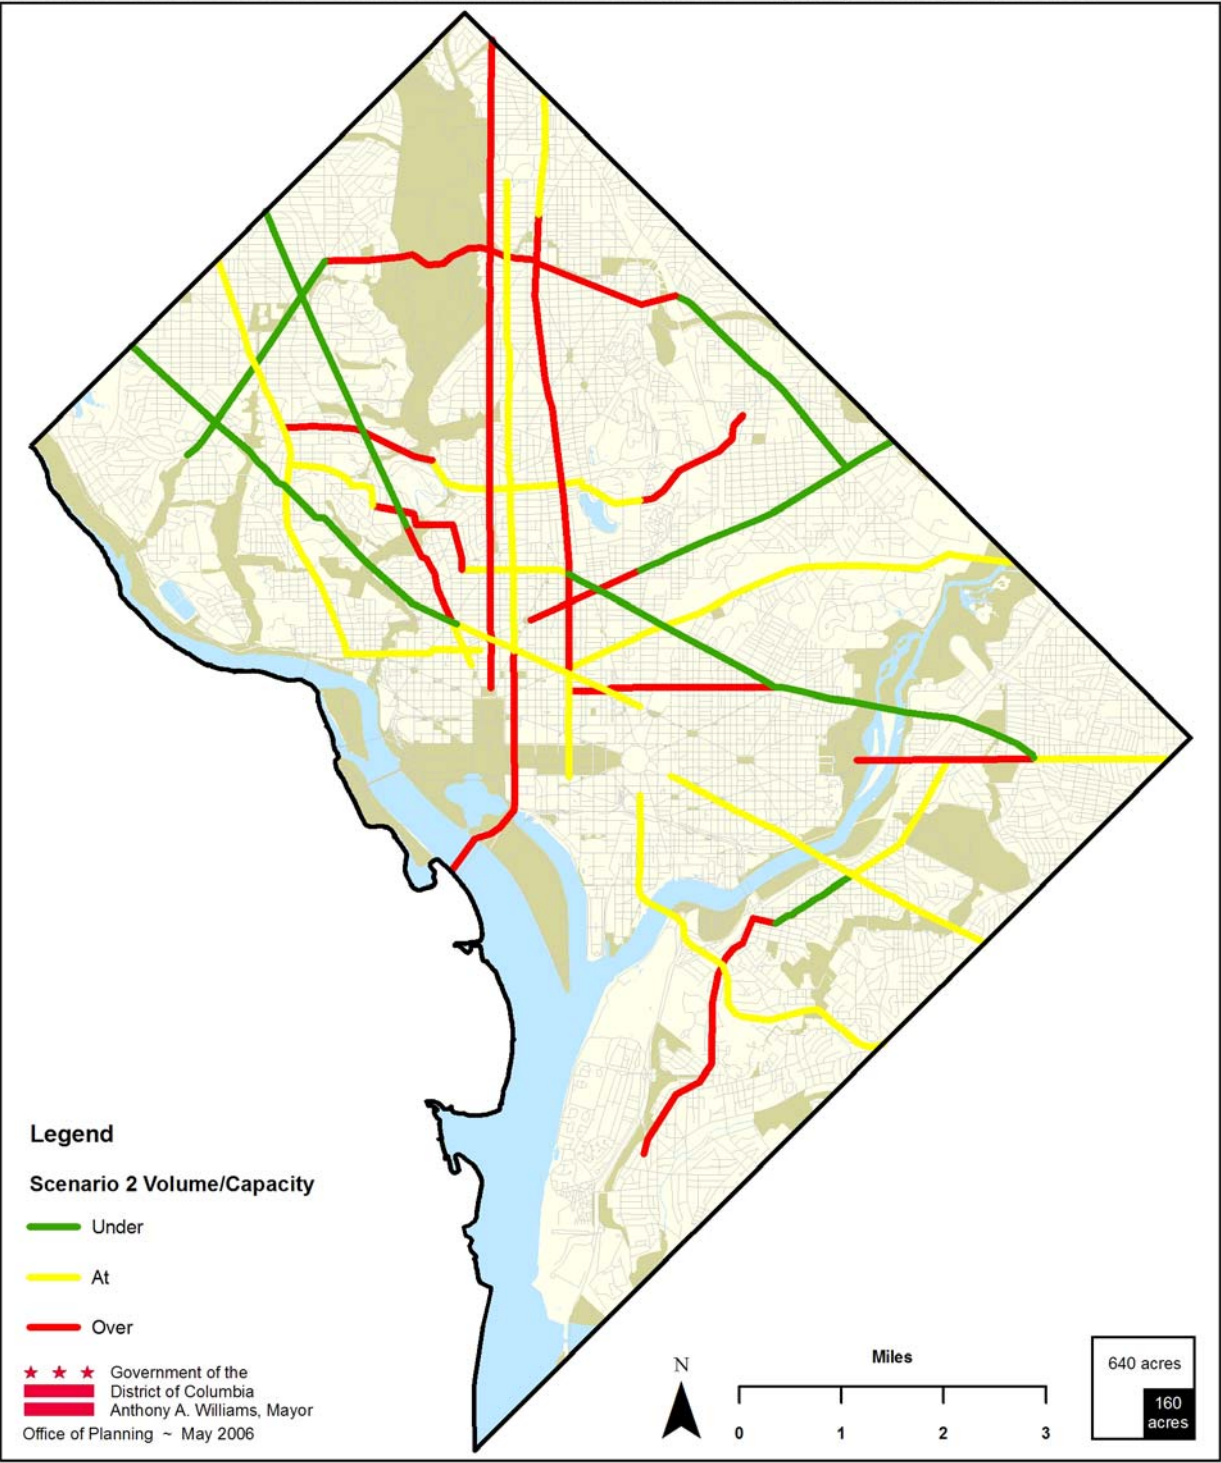 Legend
Scenario 2 Volume/Capacity
Under
At
Over
Government of the
District of Columbia
Anthony A. Williams, Mayor
Office of Planning ~ May 2006
N
Miles
0 1 2 3
640 acres
160
acres